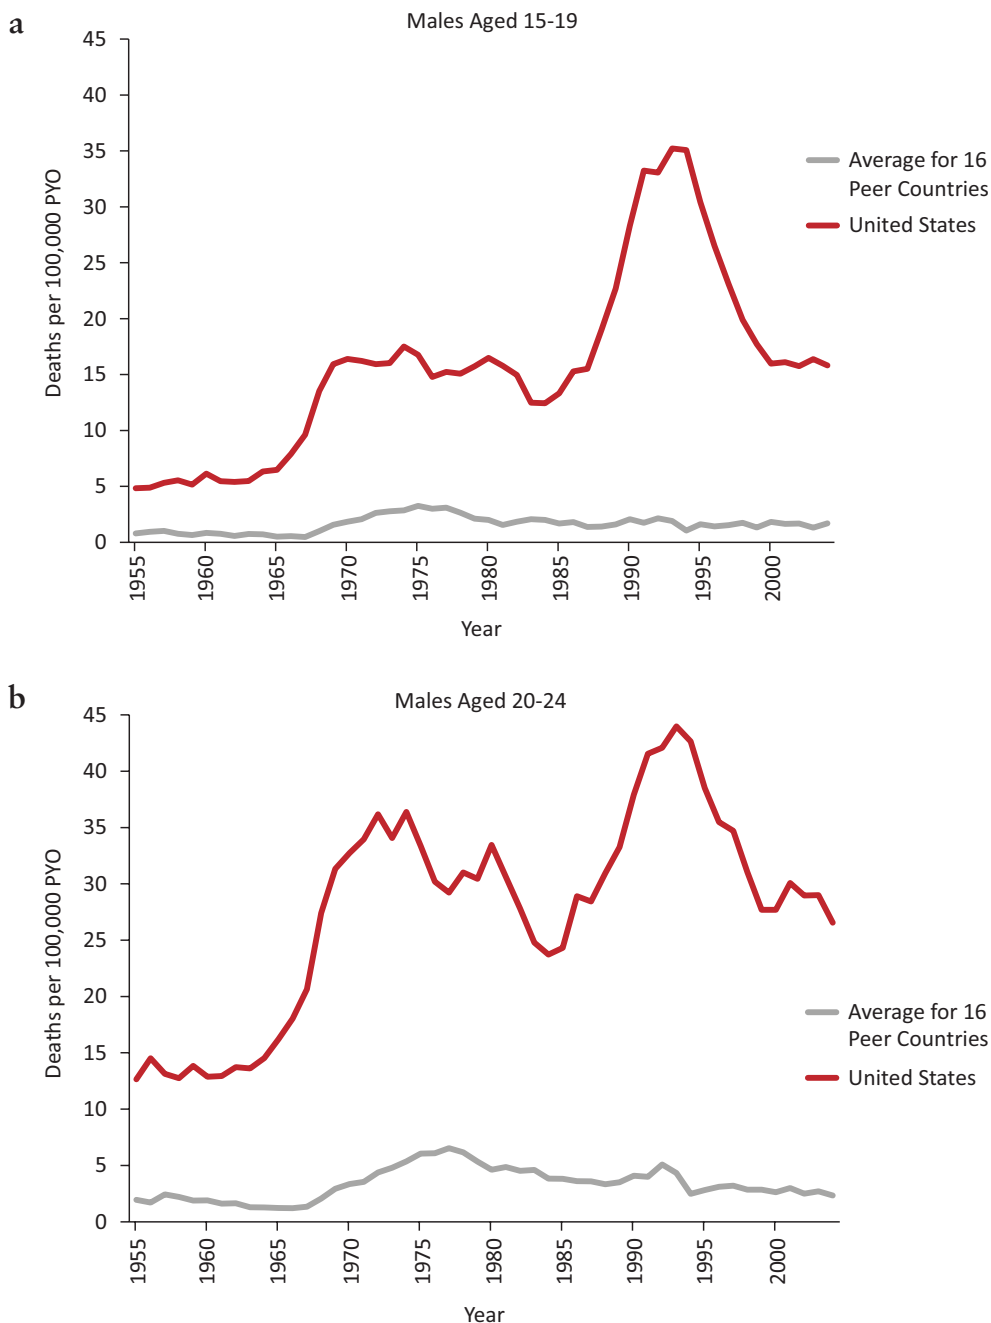 a
Males Aged 15-19
45
40
35
30
25
20
15
10
5
0
Deaths per 100,000 PYO
1955
1960
1965
1970
1975
1980
1985
1990
1995
2000
Year
Average for 16
Peer Countries
United States
b
Males Aged 20-24
45
40
35
30
25
20
15
10
5
0
Deaths per 100,000 PYO
1955
1960
1965
1970
1975
1980
1985
1990
1995
2000
Year
Average for 16
Peer Countries
United States